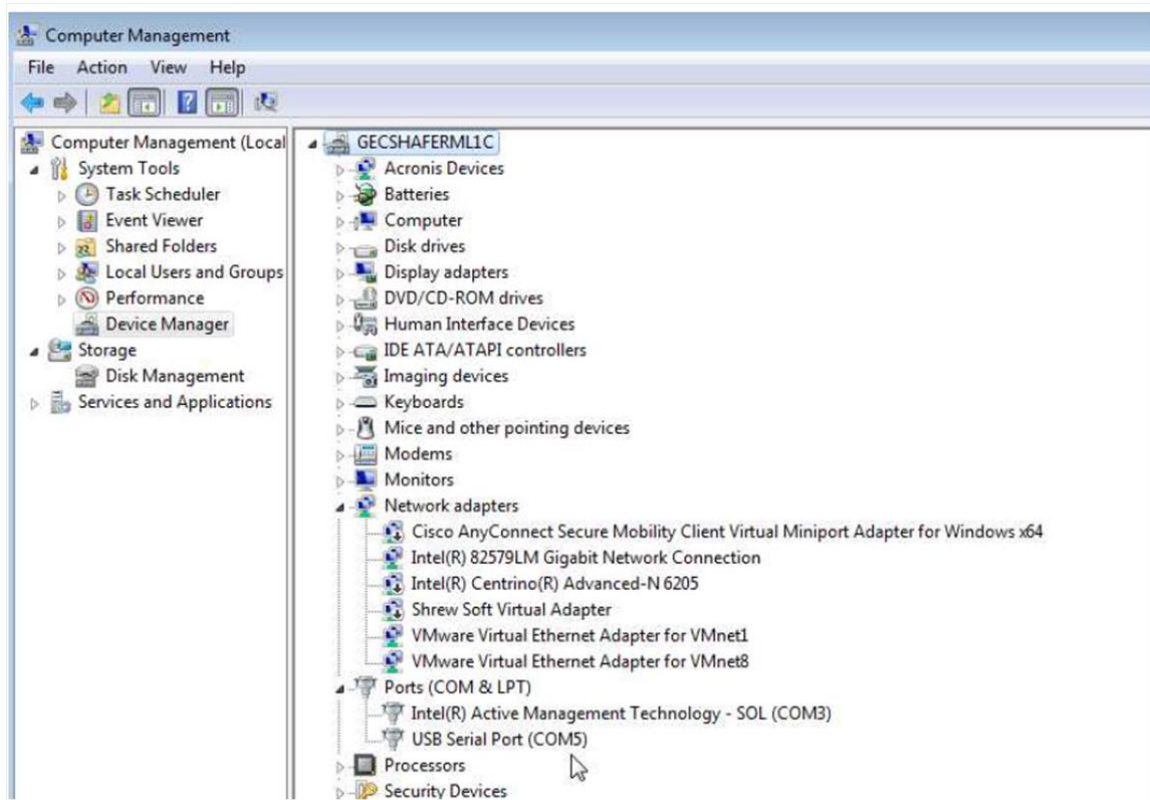 Computer Management
File Action View Help
Computer Management (Local
System Tools
Task Scheduler
Event Viewer
Shared Folders
Local Users and Groups
Performance
Device Manager
Storage
Disk Management
Services and Applications
GECSHAFERML1C
Acronis Devices
Batteries
Computer
Disk drives
Display adapters
DVD/CD-ROM drives
Human Interface Devices
IDE ATA/ATAPI controllers
Imaging devices
Keyboards
Mice and other pointing devices
Modems
Monitors
Network adapters
Cisco AnyConnect Secure Mobility Client Virtual Miniport Adapter for Windows x64
Intel(R) 82579LM Gigabit Network Connection
Intel(R) Centrino(R) Advanced-N 6205
Shrew Soft Virtual Adapter
VMware Virtual Ethernet Adapter for VMnet1
VMware Virtual Ethernet Adapter for VMnet8
Ports (COM & LPT)
Intel(R) Active Management Technology - SOL (COM3)
USB Serial Port (COM5)
Processors
Security Devices